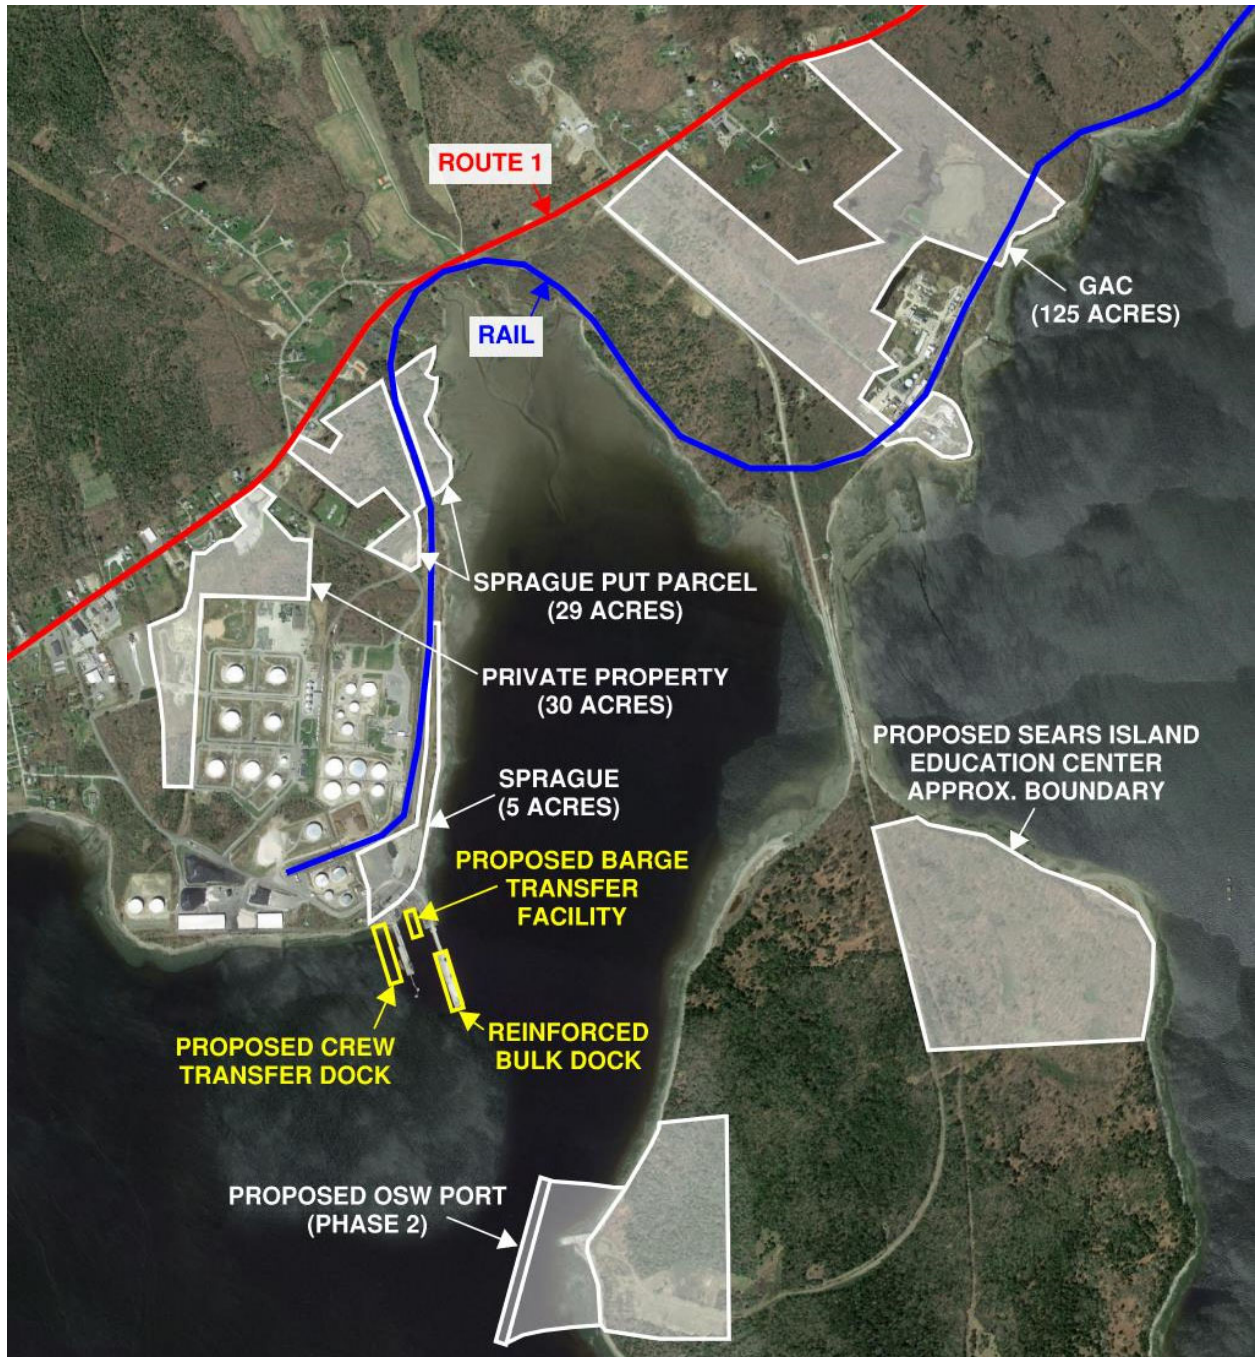 ROUTE 1
RAIL
GAC
(125 ACRES)
SPRAGUE PUT PARCEL
(29 ACRES)
PRIVATE PROPERTY
(30 ACRES)
SPRAGUE
(5 ACRES)
PROPOSED SEARS ISLAND
EDUCATION CENTER
APPROX. BOUNDARY
PROPOSED BARGE
TRANSFER
FACILITY
PROPOSED CREW
TRANSFER DOCK
REINFORCED
BULK DOCK
PROPOSED OSW PORT
(PHASE 2)